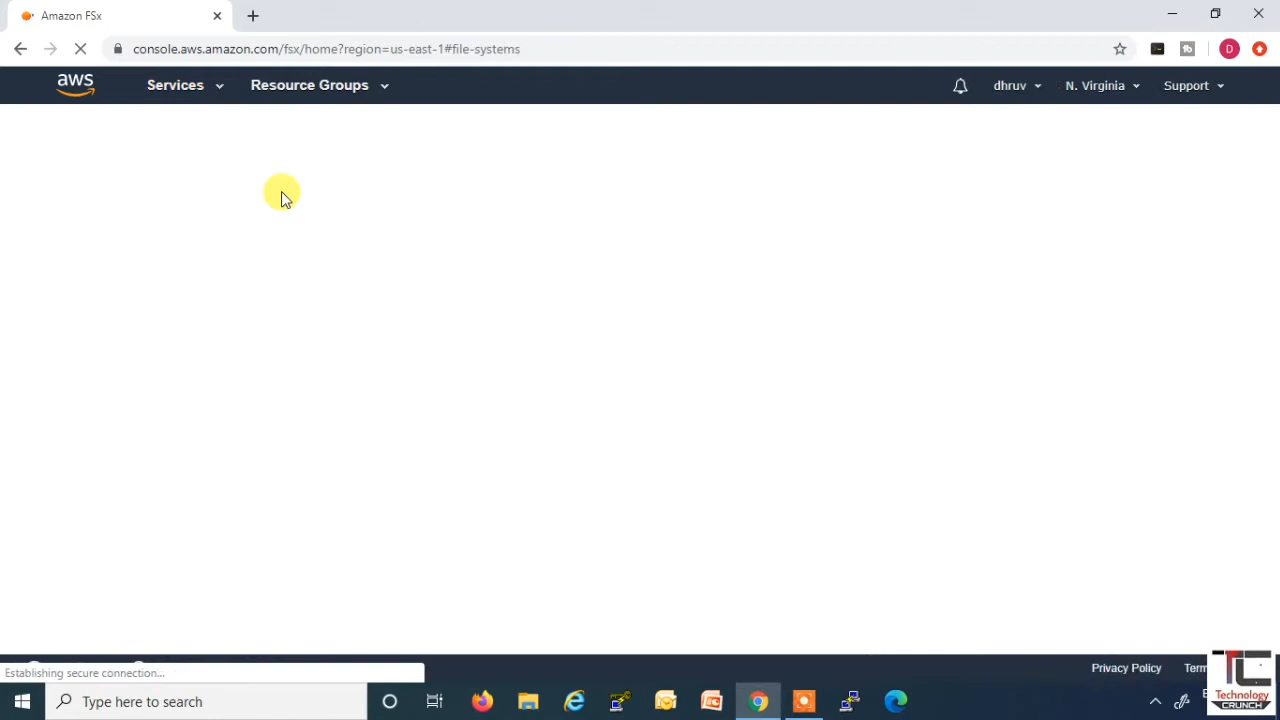 Amazon FSx
console.aws.amazon.com/fsx/home?region=us-east-1#file-systems
D
aws
Services
Resource Groups
dhruv
N. Virginia
Support
Establishing secure connection...
Privacy Policy
Type here to search
Technology
CRUNCH